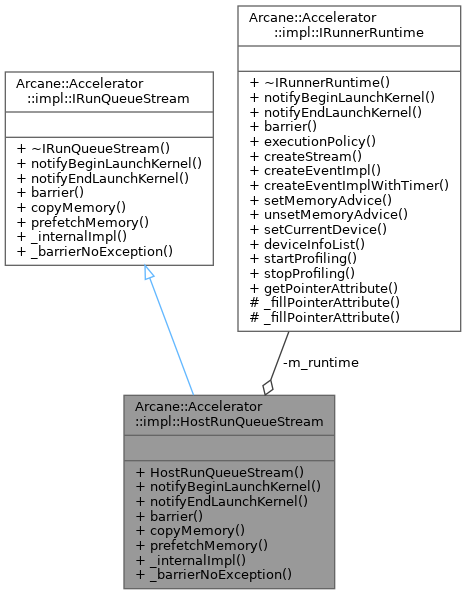 Arcane::Accelerator
::impl::IRunnerRuntime
+ ~IRunnerRuntime()
+ notifyBeginLaunchKernel()
+ notifyEndLaunchKernel()
+ barrier()
+ executionPolicy()
+ createStream()
+ createEventImpl()
+ createEventImplWithTimer()
+ setMemoryAdvice()
+ unsetMemoryAdvice()
+ setCurrentDevice()
+ deviceInfoList()
+ startProfiling()
+ stopProfiling()
+ getPointerAttribute()
# _fillPointerAttribute()
# _fillPointerAttribute()
Arcane::Accelerator
::impl::IRunQueueStream
+ ~IRunQueueStream()
+ notifyBeginLaunchKernel()
+ notifyEndLaunchKernel()
+ barrier()
+ copyMemory()
+ prefetchMemory()
+ _internalImpl()
+ _barrierNoException()
-m_runtime
Arcane::Accelerator
::impl::HostRunQueueStream
+ HostRunQueueStream()
+ notifyBeginLaunchKernel()
+ notifyEndLaunchKernel()
+ barrier()
+ copyMemory()
+ prefetchMemory()
+ _internalImpl()
+ _barrierNoException()